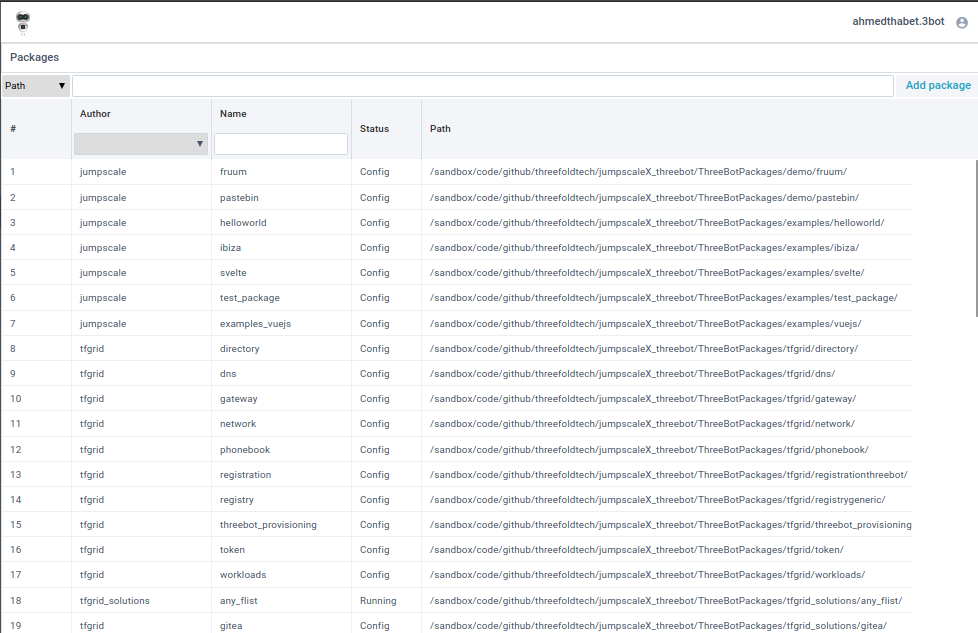 ahmedthabet.3bot
Packages
Path Add package
# Author Name Status Path
1 jumpscale fruum Config /sandbox/code/github/threefoldtech/jumpscaleX_threebot/ThreeBotPackages/demo/fruum/
2 jumpscale pastebin Config /sandbox/code/github/threefoldtech/jumpscaleX_threebot/ThreeBotPackages/demo/pastebin/
3 jumpscale helloworld Config /sandbox/code/github/threefoldtech/jumpscaleX_threebot/ThreeBotPackages/examples/helloworld/
4 jumpscale ibiza Config /sandbox/code/github/threefoldtech/jumpscaleX_threebot/ThreeBotPackages/examples/ibiza/
5 jumpscale svelte Config /sandbox/code/github/threefoldtech/jumpscaleX_threebot/ThreeBotPackages/examples/svelte/
6 jumpscale test_package Config /sandbox/code/github/threefoldtech/jumpscaleX_threebot/ThreeBotPackages/examples/test_package/
7 jumpscale examples_vuejs Config /sandbox/code/github/threefoldtech/jumpscaleX_threebot/ThreeBotPackages/examples/vuejs/
8 tfgrid directory Config /sandbox/code/github/threefoldtech/jumpscaleX_threebot/ThreeBotPackages/tfgrid/directory/
9 tfgrid dns Config /sandbox/code/github/threefoldtech/jumpscaleX_threebot/ThreeBotPackages/tfgrid/dns/
10 tfgrid gateway Config /sandbox/code/github/threefoldtech/jumpscaleX_threebot/ThreeBotPackages/tfgrid/gateway/
11 tfgrid network Config /sandbox/code/github/threefoldtech/jumpscaleX_threebot/ThreeBotPackages/tfgrid/network/
12 tfgrid phonebook Config /sandbox/code/github/threefoldtech/jumpscaleX_threebot/ThreeBotPackages/tfgrid/phonebook/
13 tfgrid registration Config /sandbox/code/github/threefoldtech/jumpscaleX_threebot/ThreeBotPackages/tfgrid/registrationthreebot/
14 tfgrid registry Config /sandbox/code/github/threefoldtech/jumpscaleX_threebot/ThreeBotPackages/tfgrid/registrygeneric/
15 tfgrid threebot_provisioning Config /sandbox/code/github/threefoldtech/jumpscaleX_threebot/ThreeBotPackages/tfgrid/threebot_provisioning
16 tfgrid token Config /sandbox/code/github/threefoldtech/jumpscaleX_threebot/ThreeBotPackages/tfgrid/token/
17 tfgrid workloads Config /sandbox/code/github/threefoldtech/jumpscaleX_threebot/ThreeBotPackages/tfgrid/workloads/
18 tfgrid_solutions any_flist Running /sandbox/code/github/threefoldtech/jumpscaleX_threebot/ThreeBotPackages/tfgrid_solutions/any_flist/
19 tfgrid gitea Config /sandbox/code/github/threefoldtech/jumpscaleX_threebot/ThreeBotPackages/tfgrid_solutions/gitea/